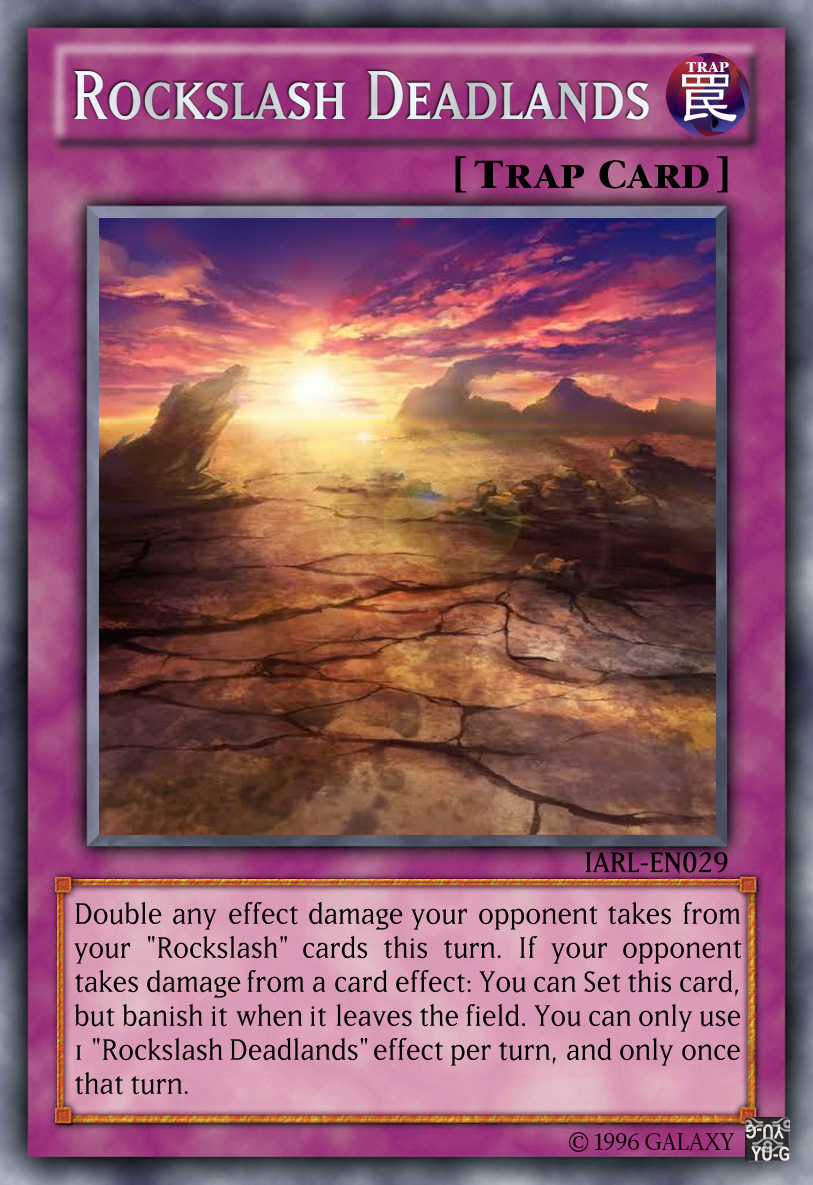 Rockslash Deadlands
TRAP
罠
[Trap Card]
IARL-EN029
Double any effect damage your opponent takes from
your "Rockslash" cards this turn. If your opponent
takes damage from a card effect: You can Set this card,
but banish it when it leaves the field. You can only use
1 "Rockslash Deadlands" effect per turn, and only once
that turn.
© 1996 GALAXY
YU-G
YU-G